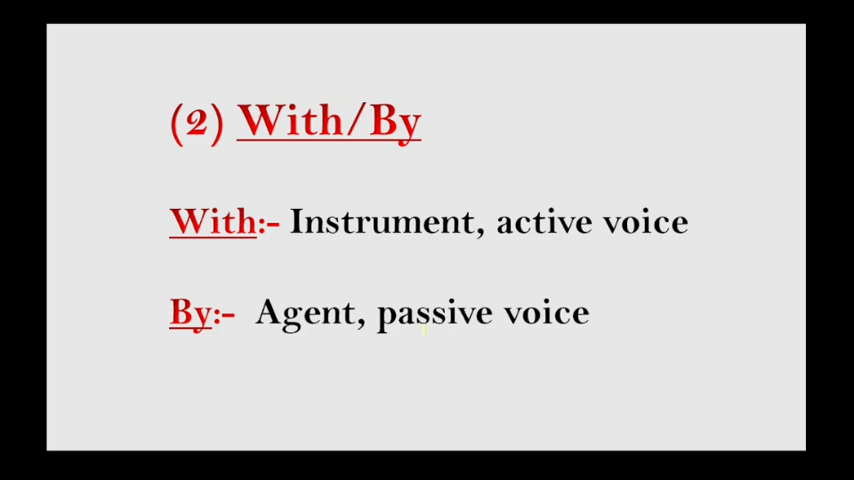 (2) With/By
With:- Instrument, active voice
By:- Agent, passive voice